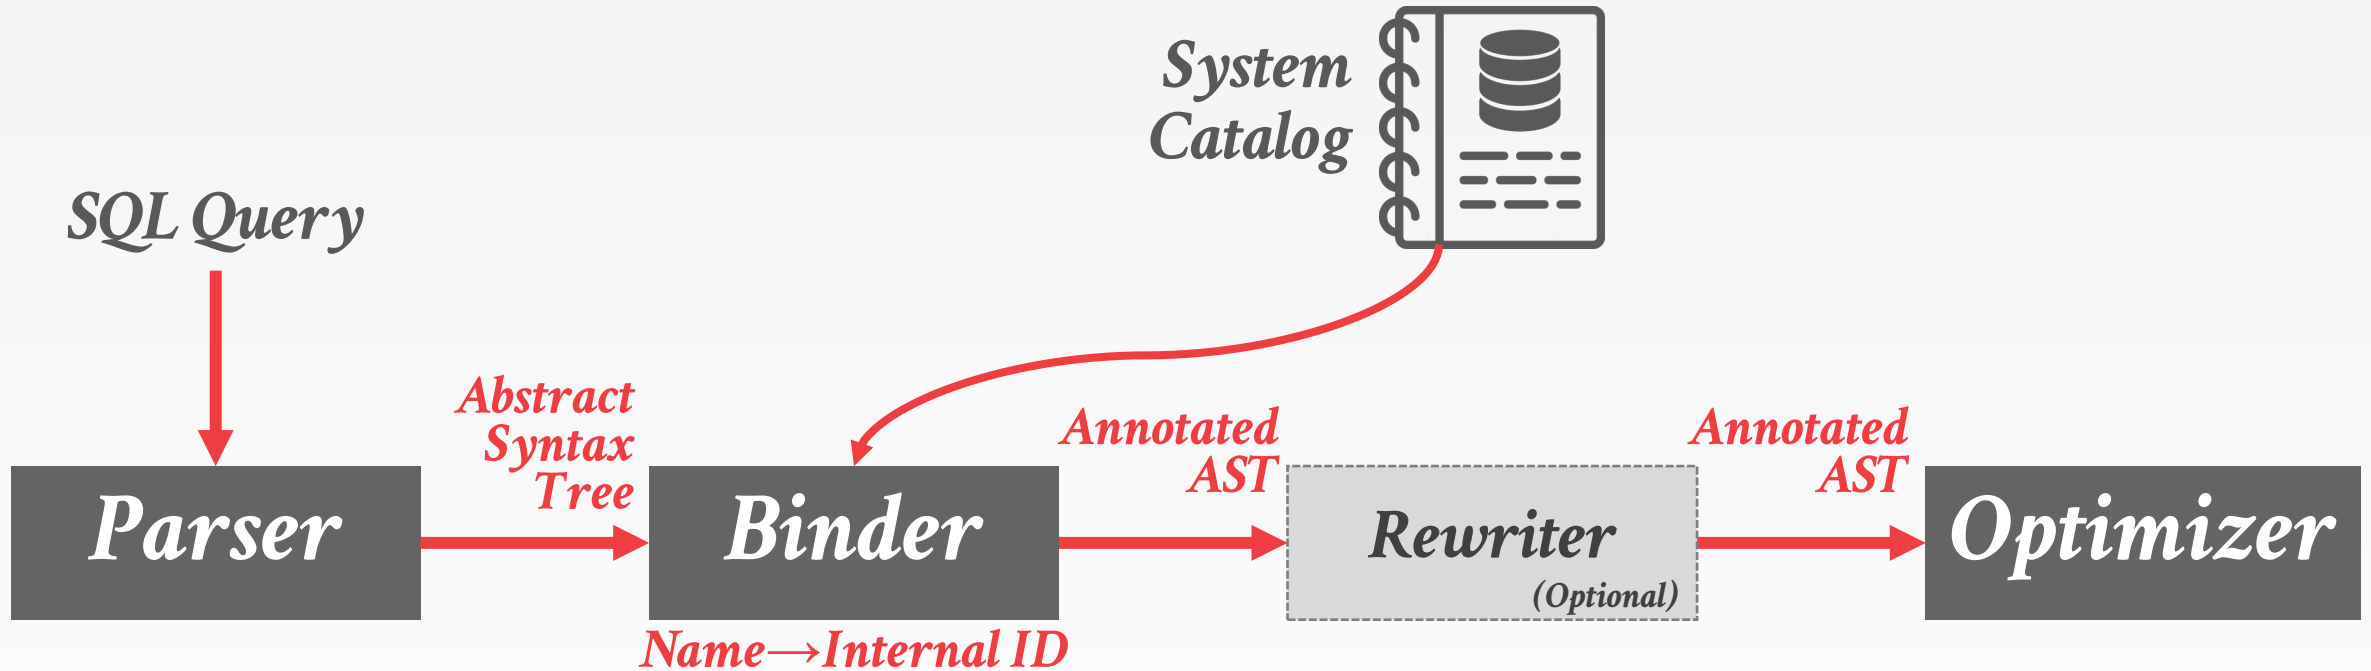 System
Catalog
SQL Query
Abstract
Syntax
Tree
Annotated
AST
Annotated
AST
Parser
Binder
Rewriter
(Optional)
Optimizer
Name→Internal ID